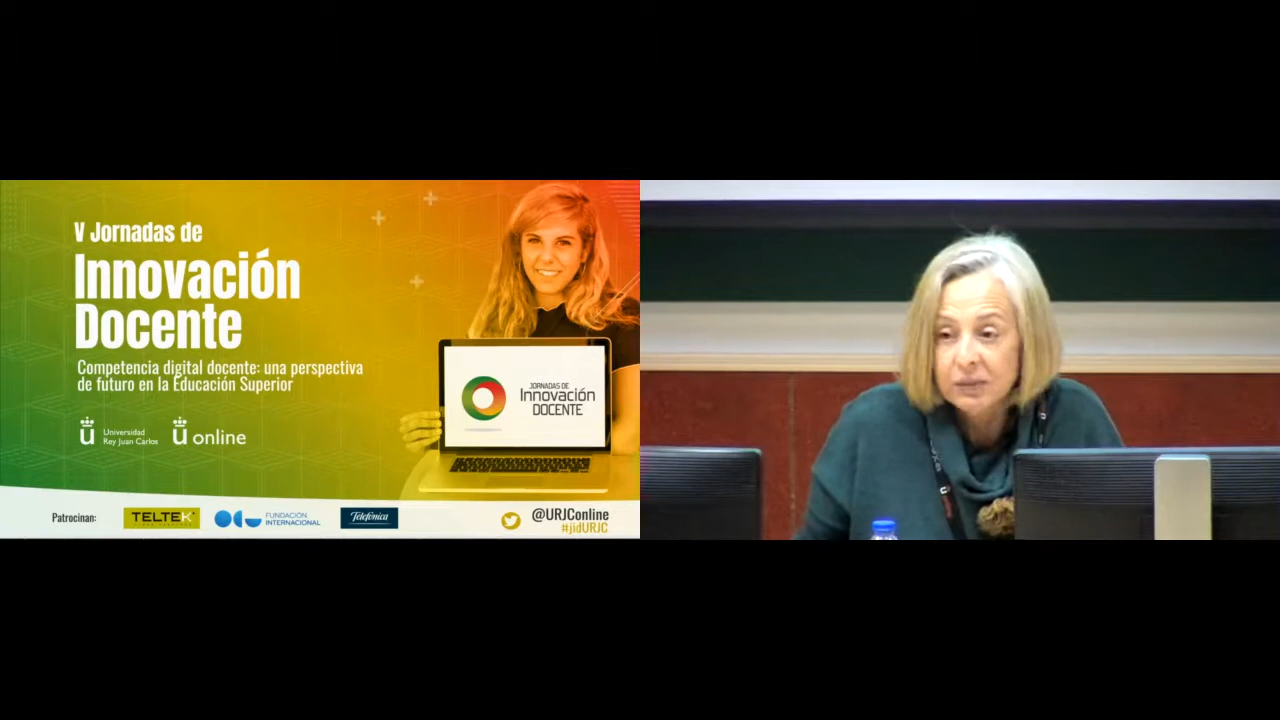 V Jornadas de
Innovación
Docente
Competencia digital docente: una perspectiva
de futuro en la Educación Superior
ü Universidad
Rey Juan Carlos
ü online
JORNADAS DE
Innovación
DOCENTE
Patrocinan:
TELTEK
FUNDACIÓN
INTERNACIONAL
Telefónica
@URJConline
#jidURJC